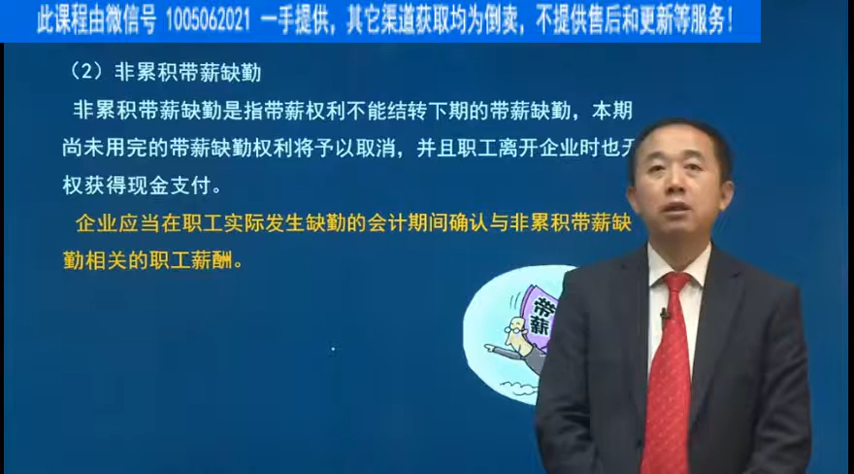 此课程由微信号 1005062021 一手提供，其它渠道获取均为倒卖，不提供售后和更新等服务！
（2）非累积带薪缺勤
非累积带薪缺勤是指带薪权利不能结转下期的带薪缺勤，本期
尚未用完的带薪缺勤权利将予以取消，并且职工离开企业时也
权获得现金支付。
企业应当在职工实际发生缺勤的会计期间确认与非累积带薪缺
勤相关的职工薪酬。
带
薪